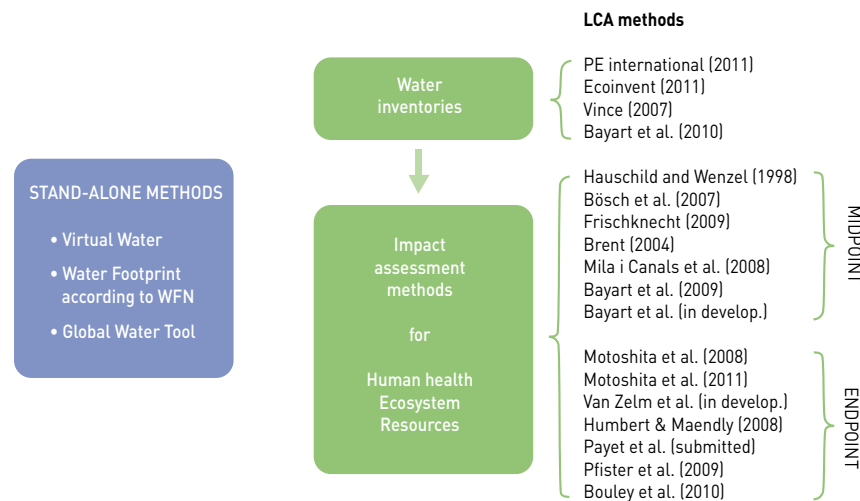 LCA methods
Water
inventories
PE international (2011)
Ecoinvent (2011)
Vince (2007)
Bayart et al. (2010)
STAND-ALONE METHODS
• Virtual Water
• Water Footprint
according to WFN
• Global Water Tool
Impact
assessment
methods
for
Human health
Ecosystem
Resources
Hauschild and Wenzel (1998)
Bösch et al. (2007)
Frischknecht (2009)
Brent (2004)
Mila i Canals et al. (2008)
Bayart et al. (2009)
Bayart et al. (in develop.)
MIDPOINT
Motoshita et al. (2008)
Motoshita et al. (2011)
Van Zelm et al. (in develop.)
Humbert & Maendly (2008)
Payet et al. (submitted)
Pfister et al. (2009)
Bouley et al. (2010)
ENDPOINT